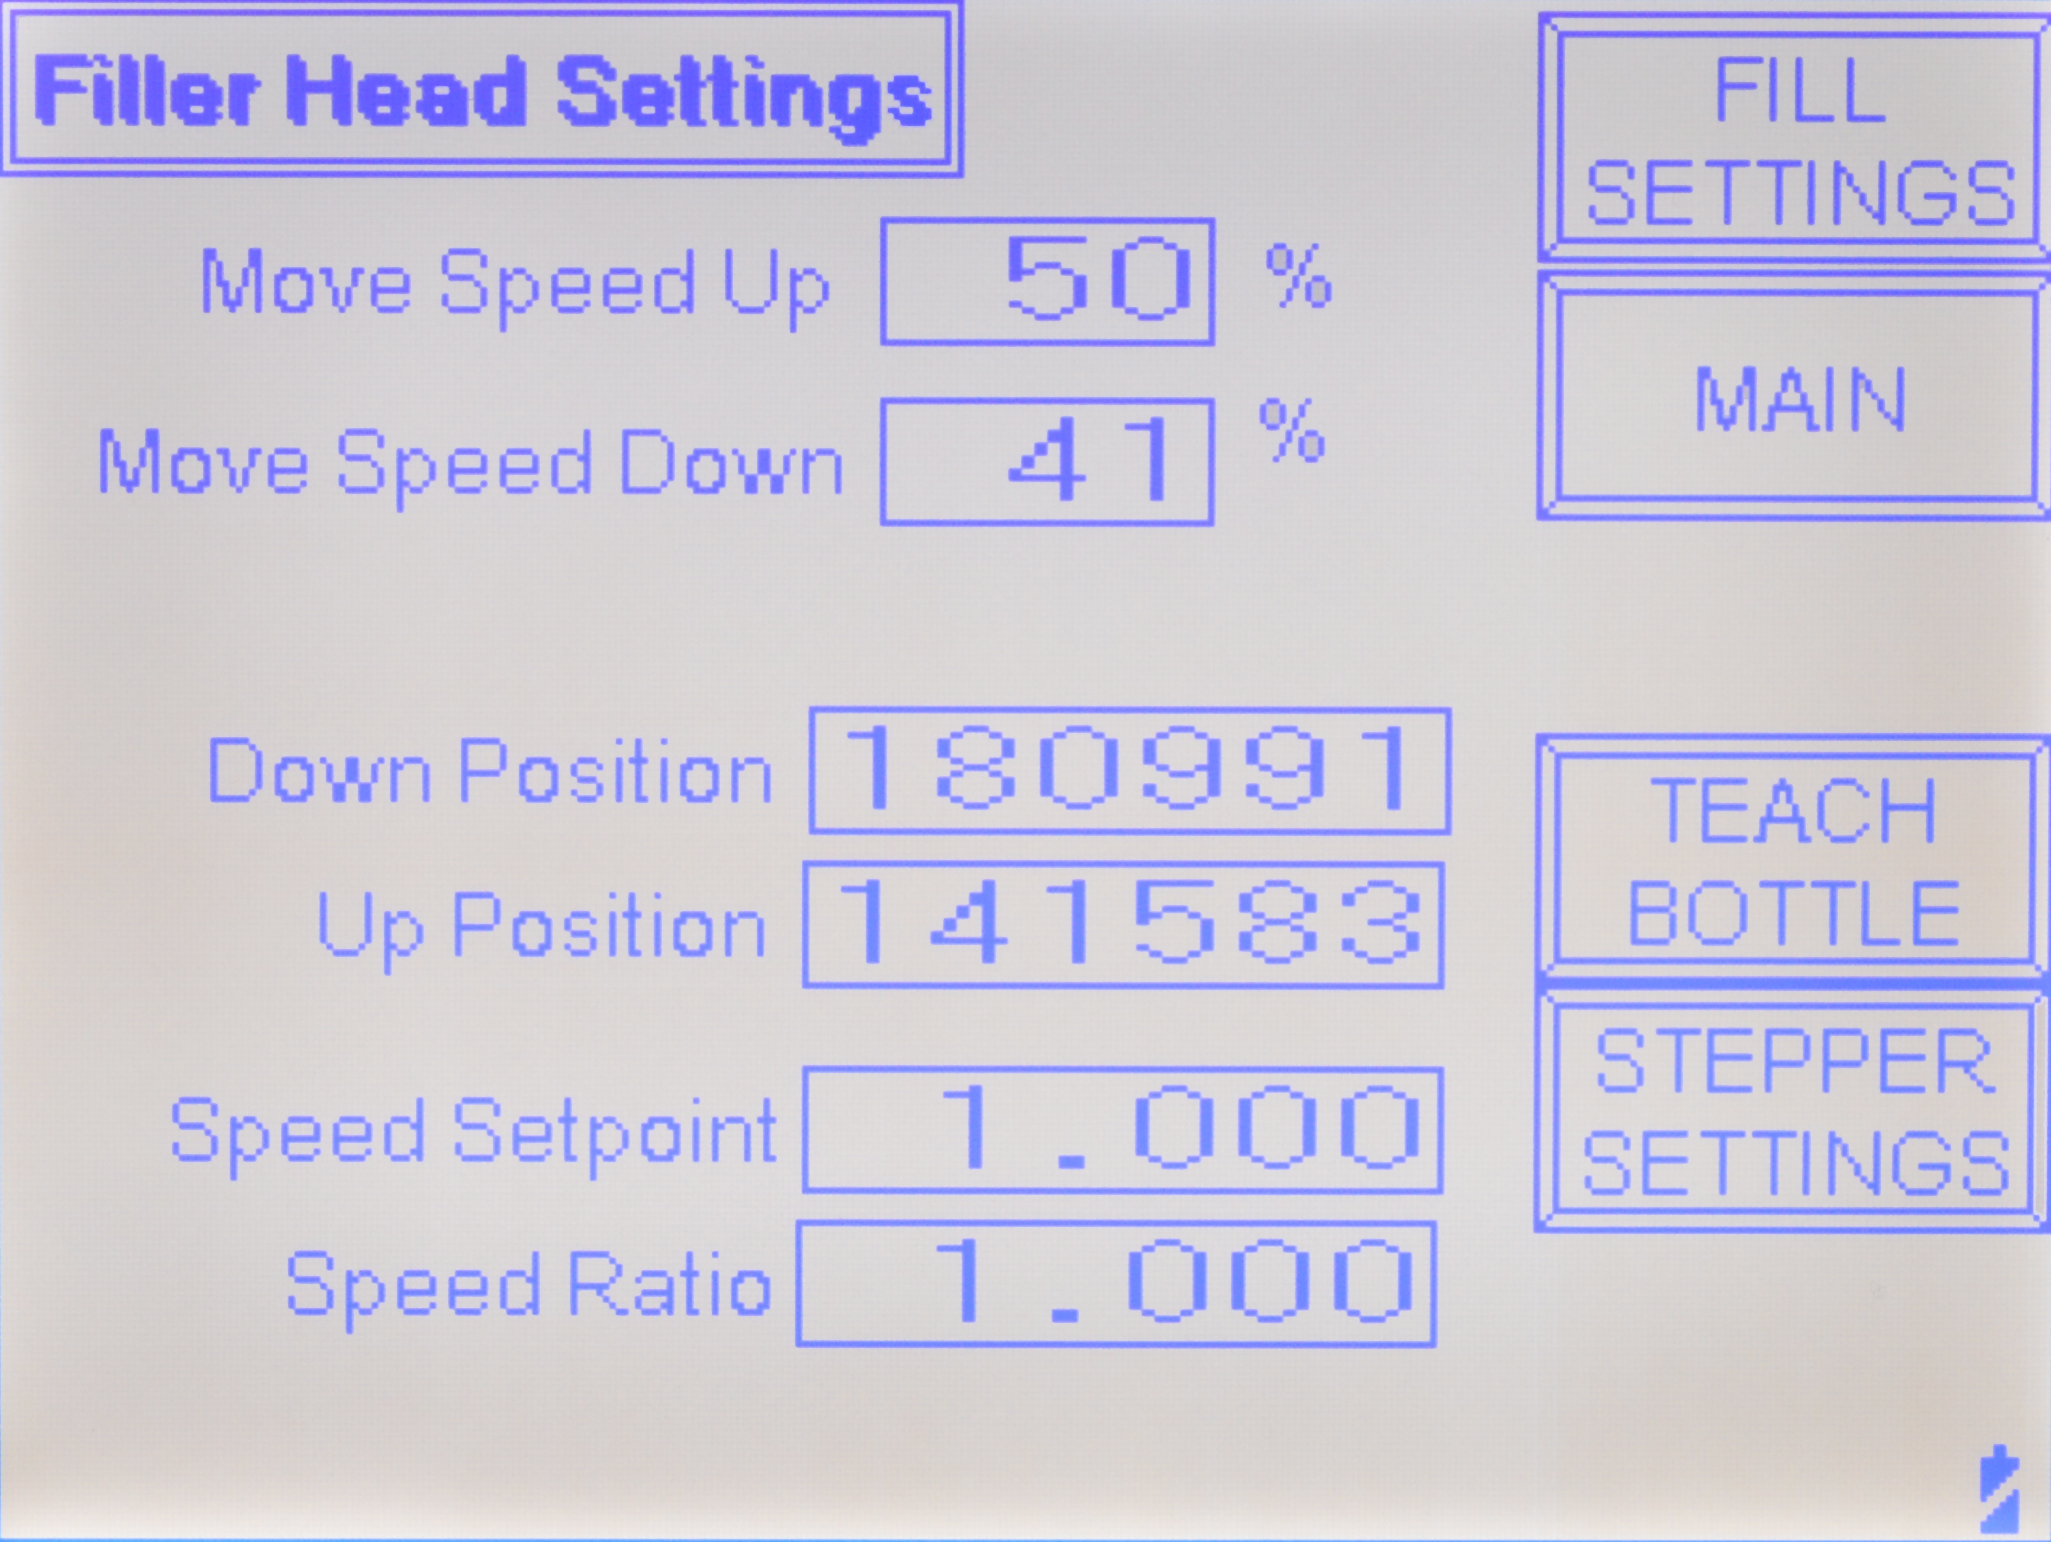 Filler Head Settings
FILL
SETTINGS
Move Speed Up 50 %
MAIN
Move Speed Down 41 %
Down Position 180991
TEACH
BOTTLE
Up Position 141583
STEPPER
SETTINGS
Speed Setpoint 1.000
Speed Ratio 1.000